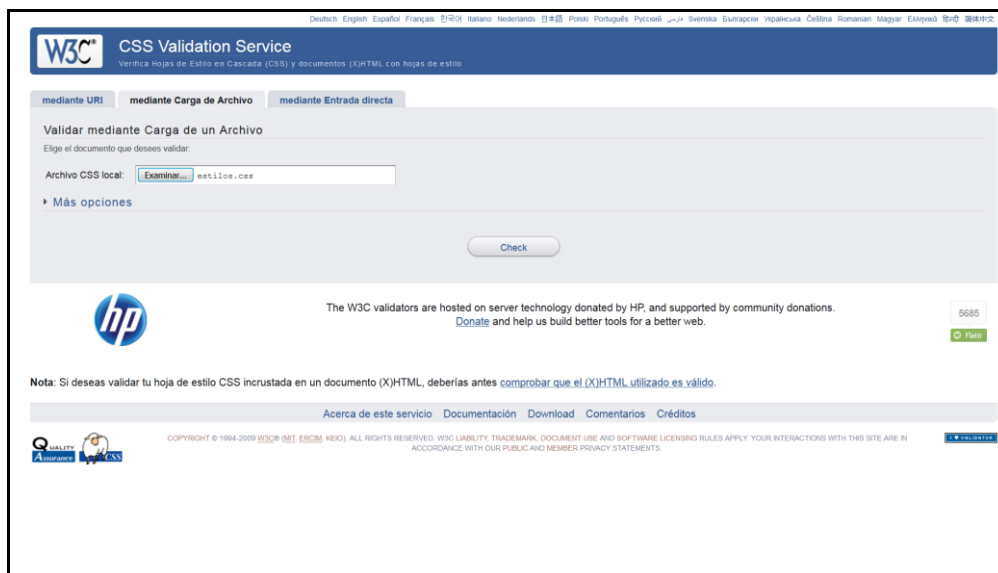 Deutsch English Español Français 한국어 Italiano Nederlands 日本語 Polski Português Русский فارسی Svenska Български Українська Čeština Romanian Magyar Ελληνικά हिन्दी 简体中文
W3C®
CSS Validation Service
Verifica Hojas de Estilo en Cascada (CSS) y documentos (X)HTML con hojas de estilo
mediante URI mediante Carga de Archivo mediante Entrada directa
Validar mediante Carga de un Archivo
Elige el documento que desees validar:
Archivo CSS local: Examinar... estilos.css
Más opciones
Check
hp
The W3C validators are hosted on server technology donated by HP, and supported by community donations.
Donate and help us build better tools for a better web.
5685
Flattr
Nota: Si deseas validar tu hoja de estilo CSS incrustada en un documento (X)HTML, deberías antes comprobar que el (X)HTML utilizado es válido.
Acerca de este servicio Documentación Download Comentarios Créditos
QUALITY
Assurance
CSS
COPYRIGHT © 1994-2009 W3C® (MIT, ERCIM, KEIO), ALL RIGHTS RESERVED. W3C LIABILITY, TRADEMARK, DOCUMENT USE AND SOFTWARE LICENSING RULES APPLY. YOUR INTERACTIONS WITH THIS SITE ARE IN
ACCORDANCE WITH OUR PUBLIC AND MEMBER PRIVACY STATEMENTS.
I ♥ VALIDATOR